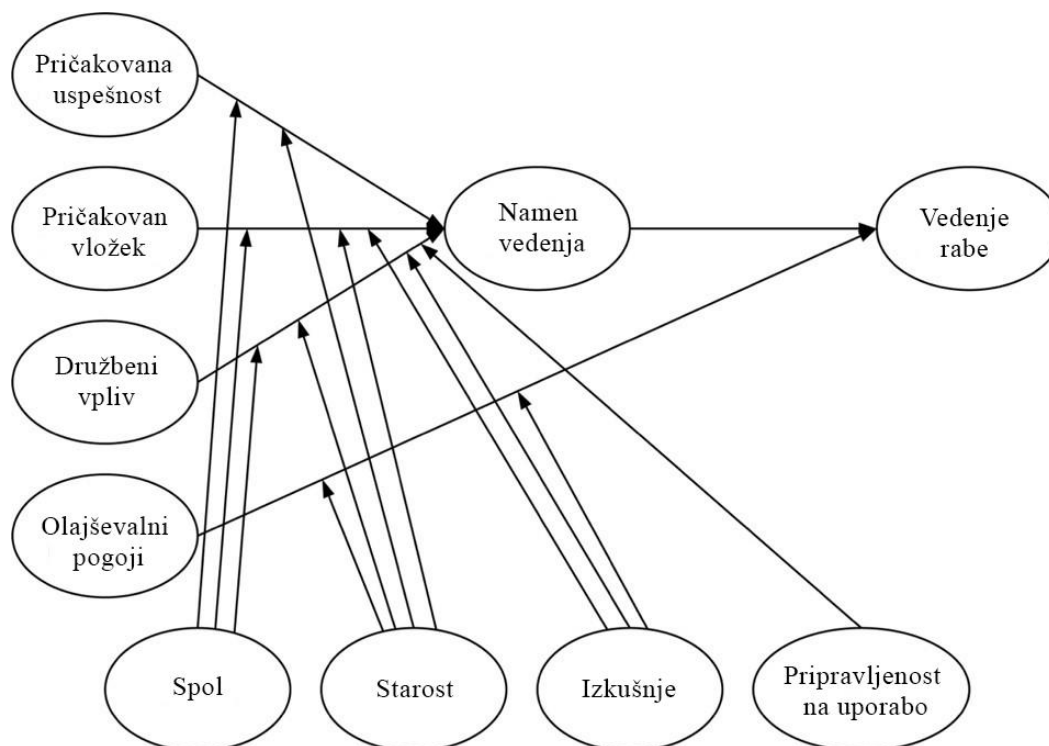 Pričakovana
uspešnost
Pričakovan
vložek
Namen
vedenja
Vedenje
rabe
Družbeni
vpliv
Olajševalni
pogoji
Spol
Starost
Izkušnje
Pripravljenost
na uporabo